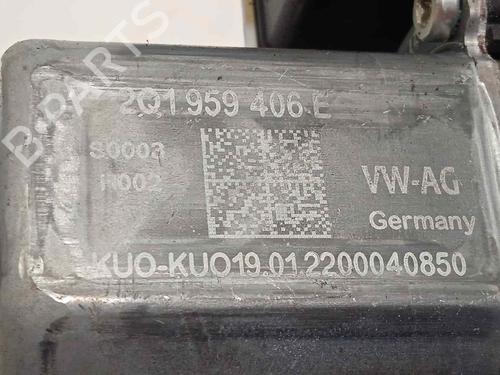 2Q1 959 406 E
S0003
H002
VW-AG
Germany
KUO-KUO19.01.2200040850
B-PARTS